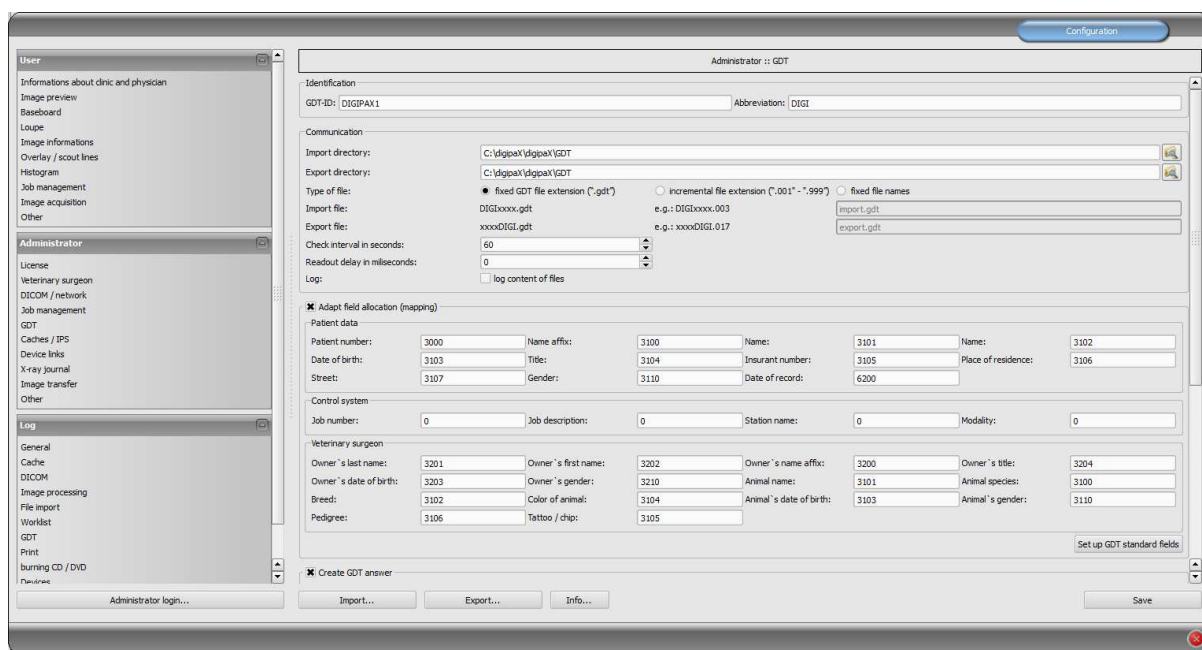 Configuration
User
Informations about clinic and physician
Image preview
Baseboard
Loupe
Image informations
Overlay / scout lines
Histogram
Job management
Image acquisition
Other
Administrator
License
Veterinary surgeon
DICOM / network
Job management
GDT
Caches / IPS
Device links
X-ray journal
Image transfer
Other
Log
General
Cache
DICOM
Image processing
File import
Worklist
GDT
Print
burning CD / DVD
Devices
Administrator login...
Administrator :: GDT
Identification
GDT-ID: DIGIPAX1 Abbreviation: DIGI
Communication
Import directory: C:\digipaX\digipaX\GDT
Export directory: C:\digipaX\digipaX\GDT
Type of file: fixed GDT file extension (".gdt") incremental file extension (".001" - ".999") fixed file names
Import file: DIGIxxxx.gdt e.g.: DIGIxxxx.003 import.gdt
Export file: xxxxDIGI.gdt e.g.: xxxxDIGI.017 export.gdt
Check interval in seconds: 60
Readout delay in miliseconds: 0
Log: log content of files
Adapt field allocation (mapping)
Patient data
Patient number: 3000 Name affix: 3100 Name: 3101 Name: 3102
Date of birth: 3103 Title: 3104 Insurant number: 3105 Place of residence: 3106
Street: 3107 Gender: 3110 Date of record: 6200
Control system
Job number: 0 Job description: 0 Station name: 0 Modality: 0
Veterinary surgeon
Owner`s last name: 3201 Owner`s first name: 3202 Owner`s name affix: 3200 Owner`s title: 3204
Owner`s date of birth: 3203 Owner`s gender: 3210 Animal name: 3101 Animal species: 3100
Breed: 3102 Color of animal: 3104 Animal`s date of birth: 3103 Animal`s gender: 3110
Pedigree: 3106 Tattoo / chip: 3105
Set up GDT standard fields
Create GDT answer
Import... Export... Info... Save